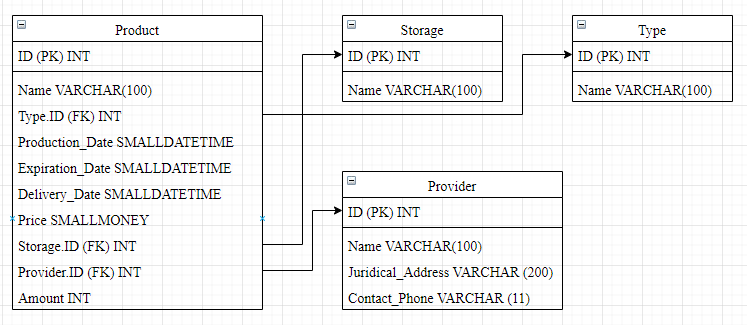 Product
ID (PK) INT
Name VARCHAR(100)
Type.ID (FK) INT
Production_Date SMALLDATETIME
Expiration_Date SMALLDATETIME
Delivery_Date SMALLDATETIME
Price SMALLMONEY
Storage.ID (FK) INT
Provider.ID (FK) INT
Amount INT
Storage
ID (PK) INT
Name VARCHAR(100)
Type
ID (PK) INT
Name VARCHAR(100)
Provider
ID (PK) INT
Name VARCHAR(100)
Juridical_Address VARCHAR (200)
Contact_Phone VARCHAR (11)